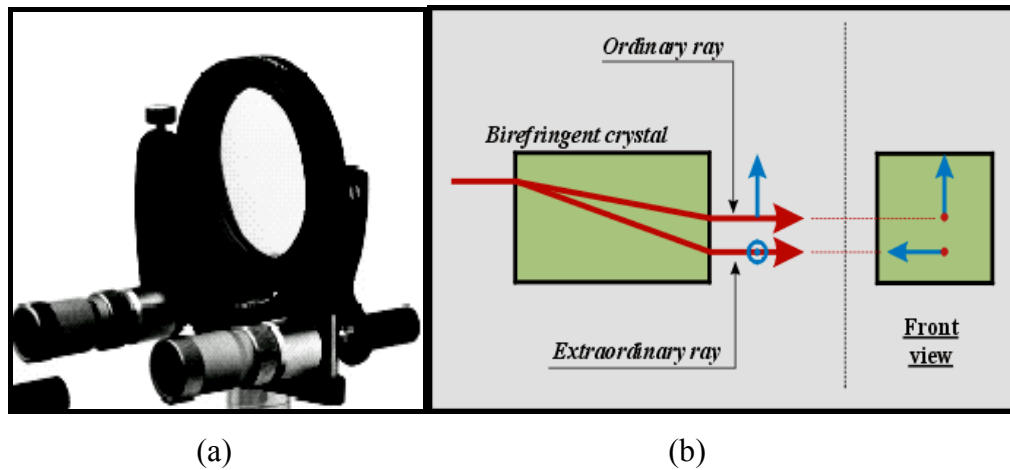 Ordinary ray
Birefringent crystal
Extraordinary ray
Front
view
(a)
(b)